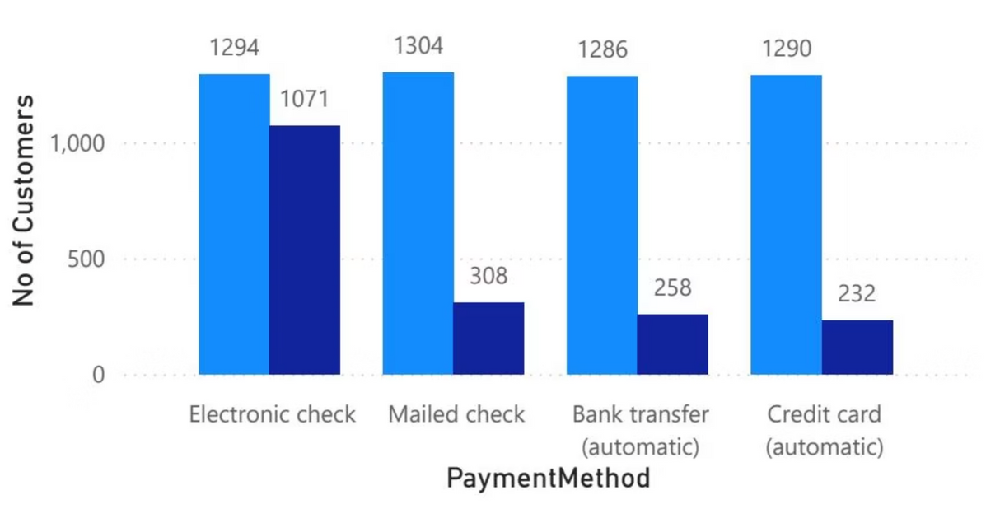 1294
1304
1286
1290
1071
308
258
232
1,000
500
0
No of Customers
Electronic check
Mailed check
Bank transfer
(automatic)
Credit card
(automatic)
PaymentMethod